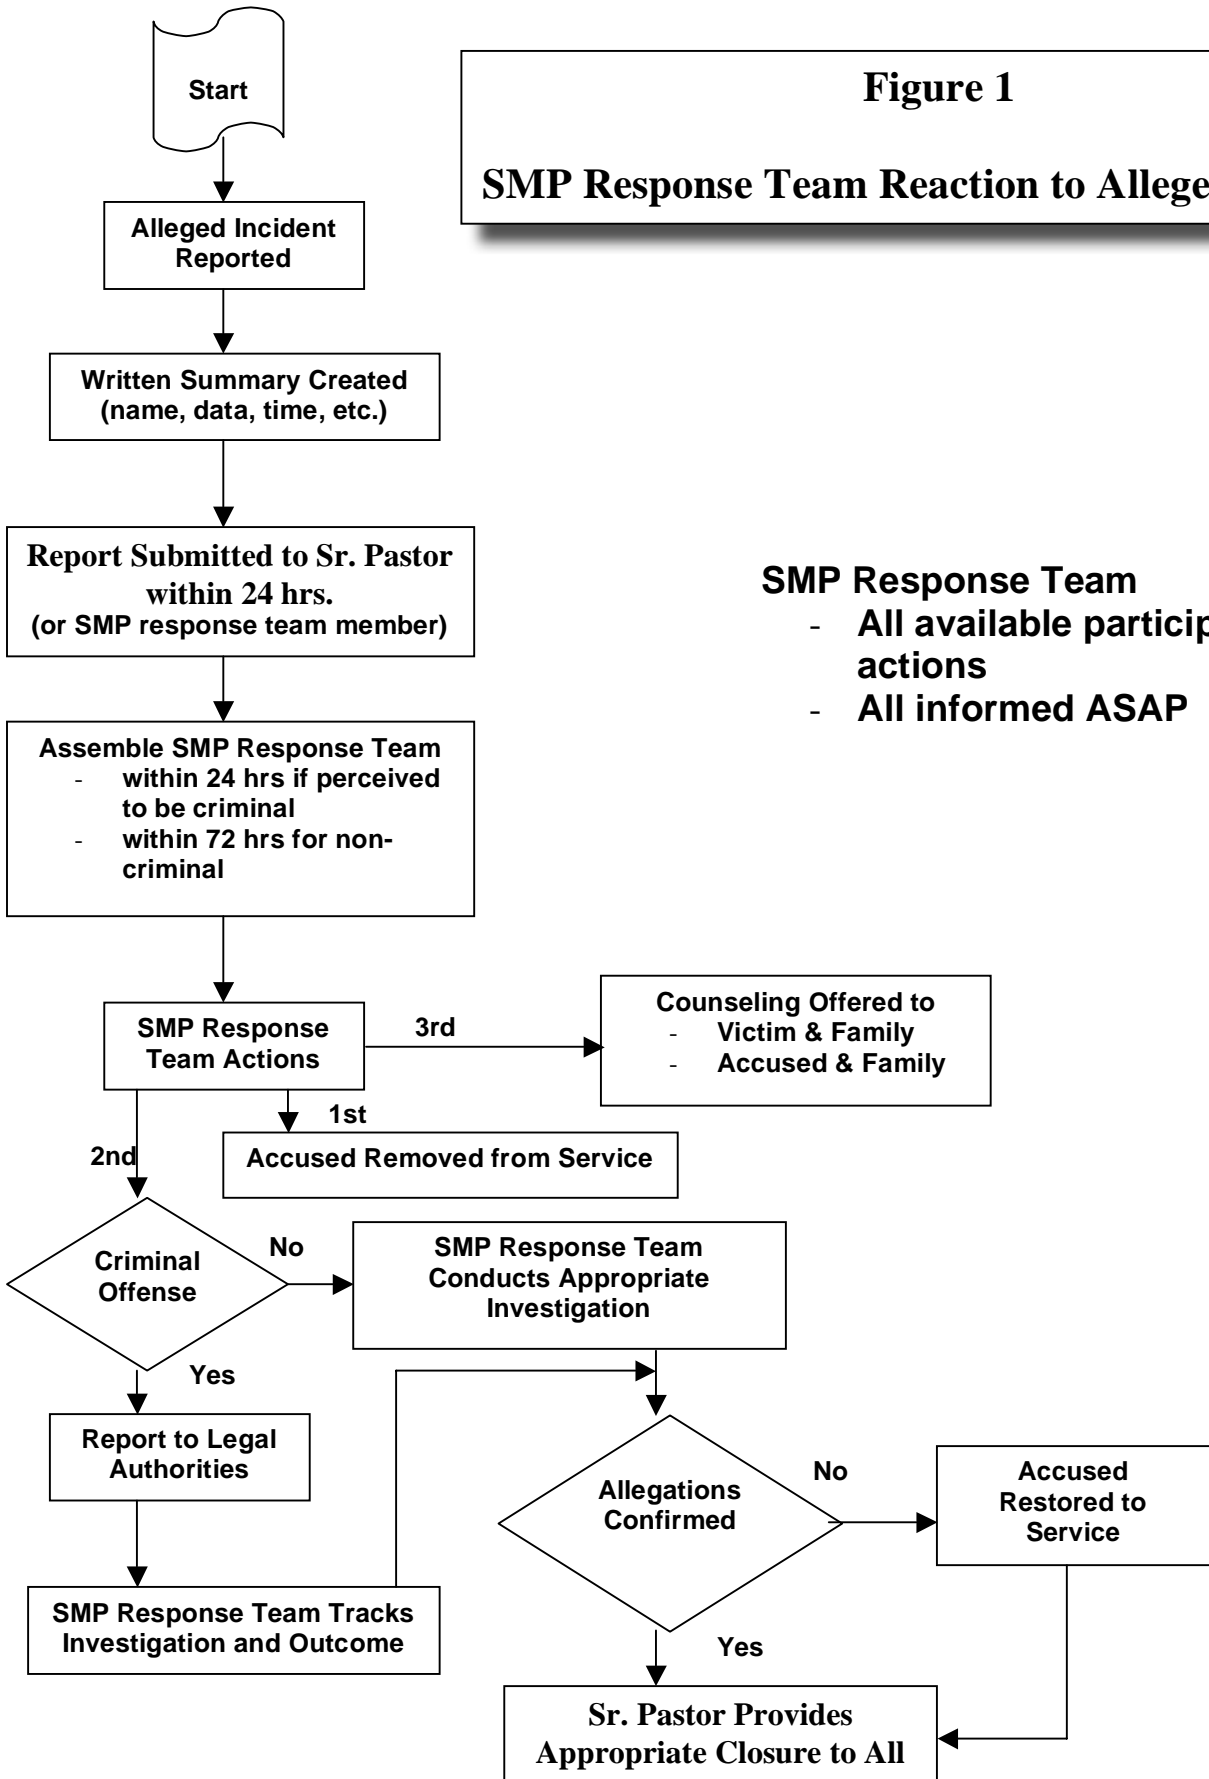 Start
Figure 1
SMP Response Team Reaction to Allege
Alleged Incident
Reported
Written Summary Created
(name, data, time, etc.)
Report Submitted to Sr. Pastor
within 24 hrs.
(or SMP response team member)
SMP Response Team
- All available particip
actions
- All informed ASAP
Assemble SMP Response Team
- within 24 hrs if perceived
to be criminal
- within 72 hrs for non-
criminal
SMP Response
Team Actions
3rd
Counseling Offered to
- Victim & Family
- Accused & Family
1st
Accused Removed from Service
2nd
Criminal
Offense
No
SMP Response Team
Conducts Appropriate
Investigation
Yes
Report to Legal
Authorities
Allegations
Confirmed
No
Accused
Restored to
Service
SMP Response Team Tracks
Investigation and Outcome
Yes
Sr. Pastor Provides
Appropriate Closure to All